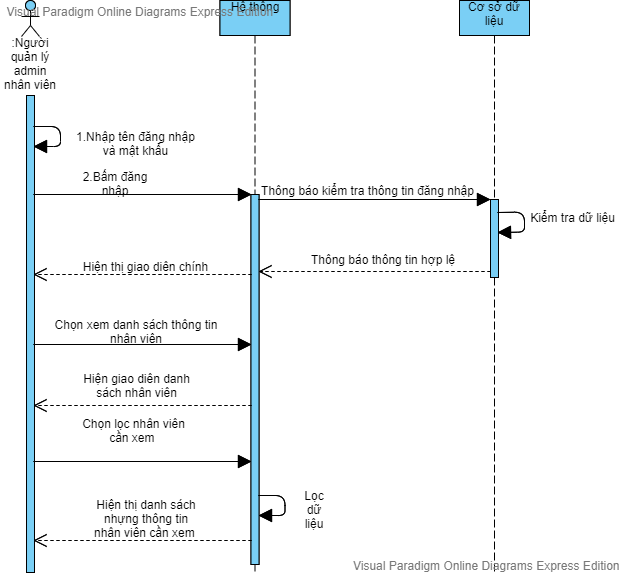 Visual Paradigm Online Diagrams Express Edition
Hệ thống
Cơ sở dữ
liệu
:Người
quản lý
admin
nhân viên
1.Nhập tên đăng nhập
và mật khẩu
2.Bấm đăng
nhập
Thông báo kiểm tra thông tin đăng nhập
Kiểm tra dữ liệu
Thông báo thông tin hợp lệ
Hiện thị giao diên chính
Chọn xem danh sách thông tin
nhân viên
Hiện giao diên danh
sách nhân viên
Chọn lọc nhân viên
cần xem
Lọc
dữ
liệu
Hiện thị danh sách
nhựng thông tin
nhân viên cần xem
Visual Paradigm Online Diagrams Express Edition